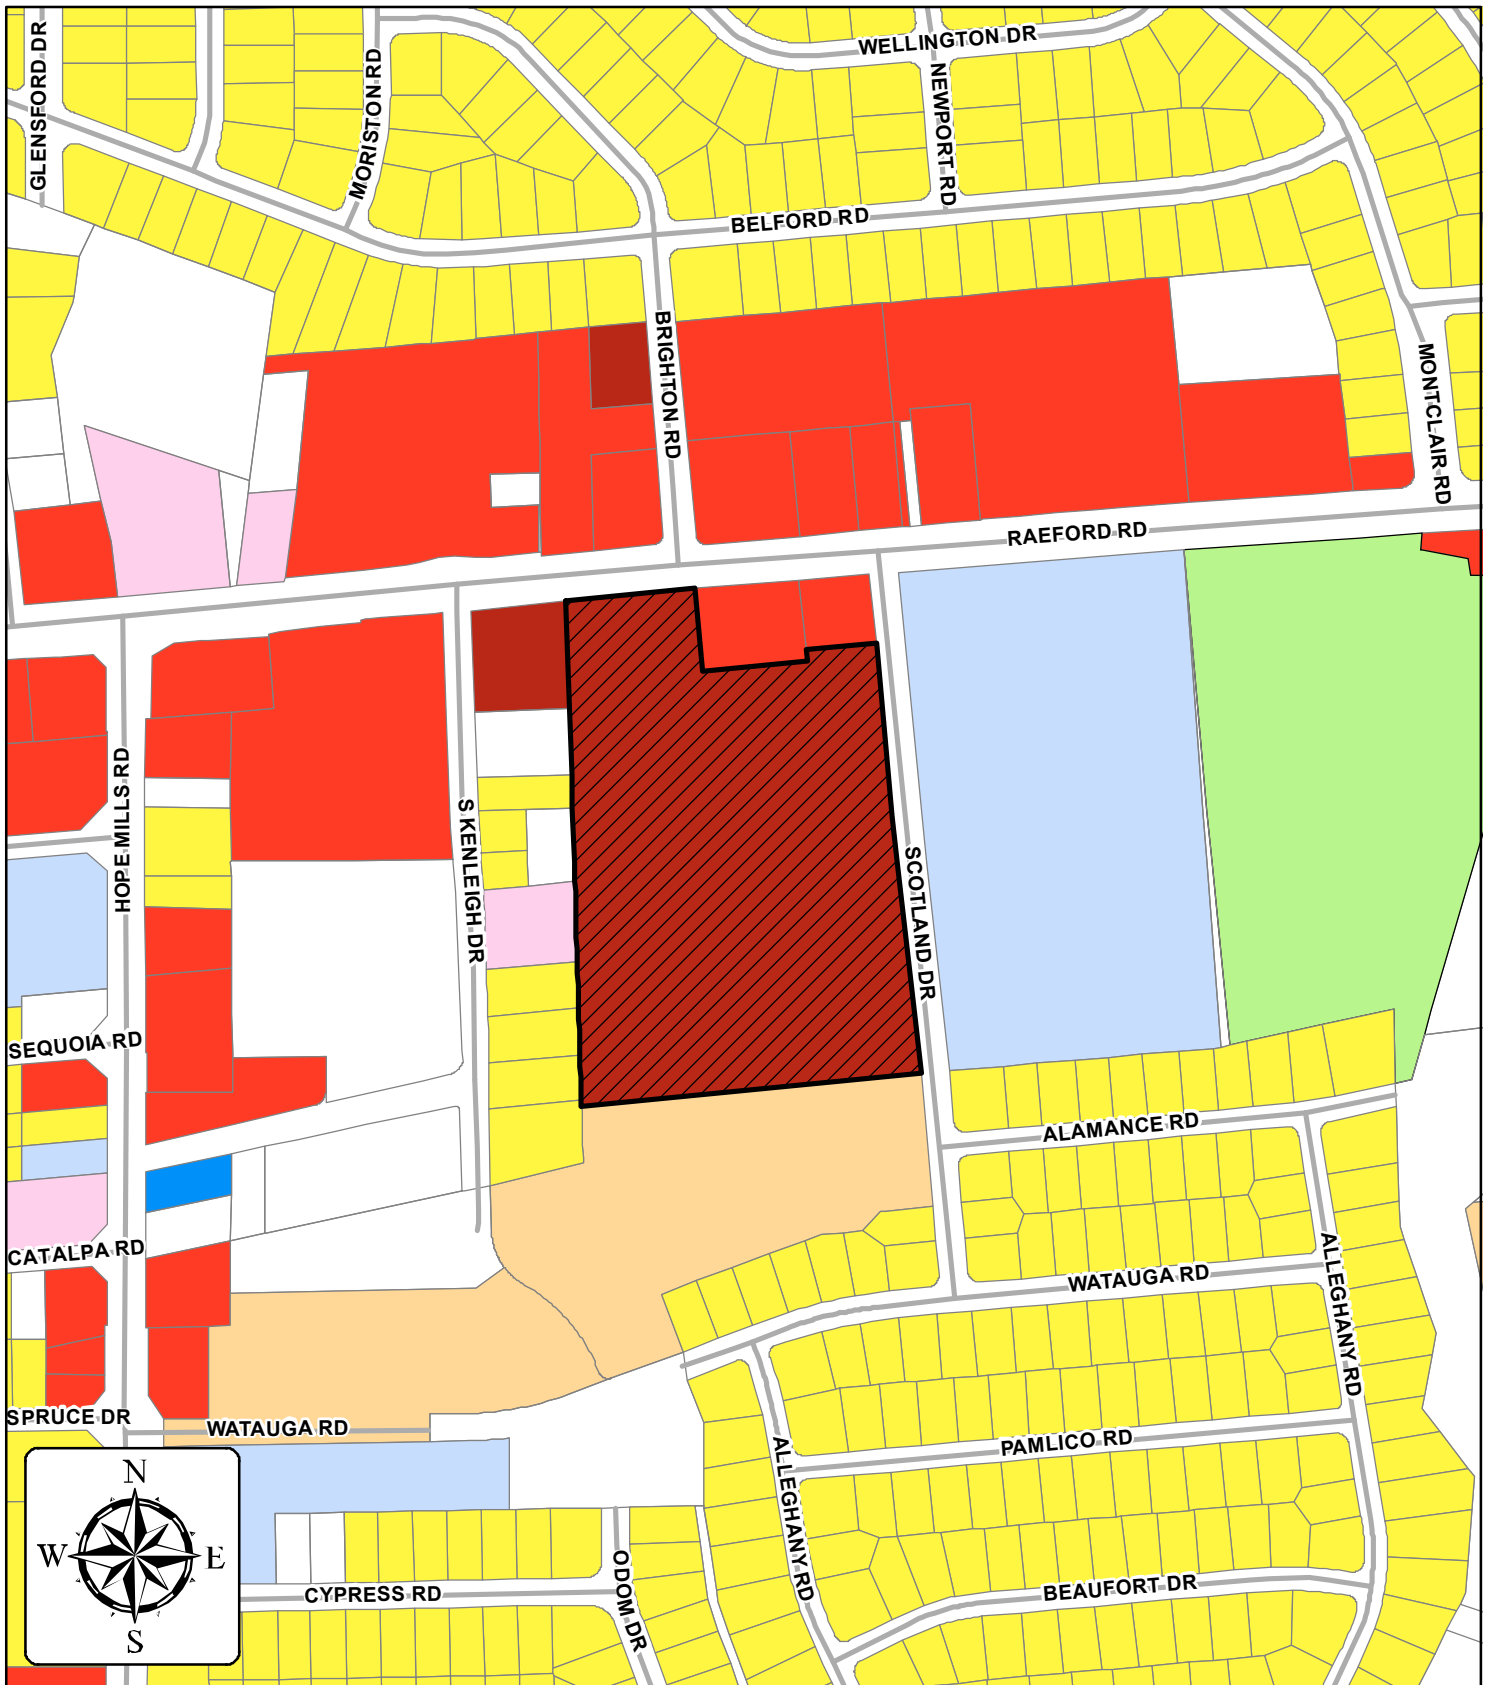 WELLINGTON DR
GLENSFORD DR
MORISTON RD
NEWPORT RD
BELFORD RD
BRIGHTON RD
MONTCLAIR RD
RAEFORD RD
HOPE MILLS RD
S KENLEIGH DR
SCOTLAND DR
SEQUOIA RD
ALAMANCE RD
CATALPA RD
WATAUGA RD
ALLEGHANY RD
SPRUCE DR
WATAUGA RD
PAMLICO RD
ALLEGHANY RD
N
W E
S
CYPRESS RD
ODOM DR
BEAUFORT DR